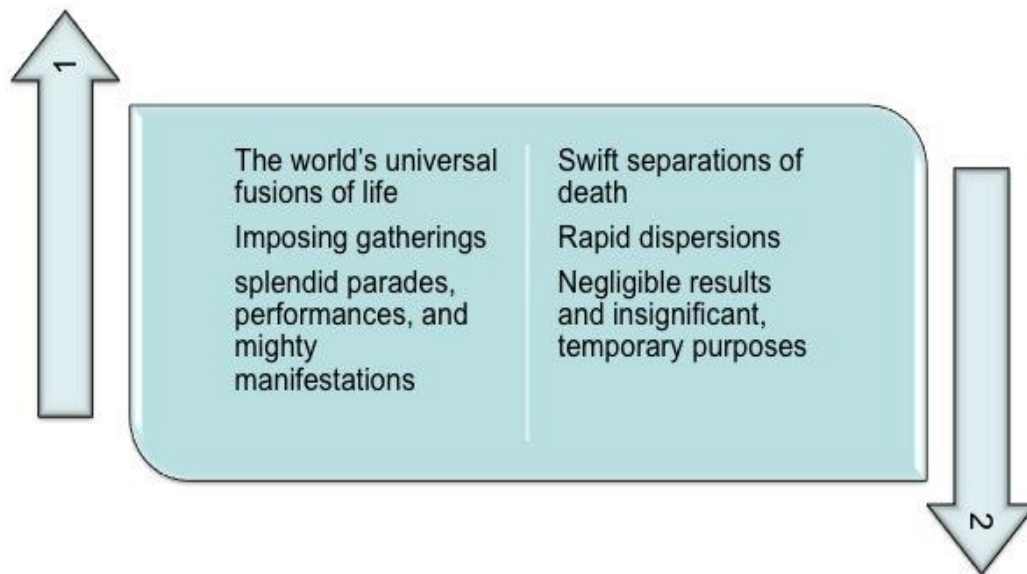 1
The world's universal
fusions of life
Imposing gatherings
splendid parades,
performances, and
mighty
manifestations
Swift separations of
death
Rapid dispersions
Negligible results
and insignificant,
temporary purposes
2